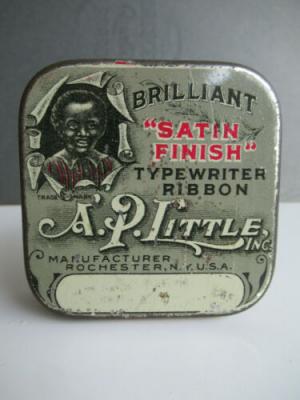 BRILLIANT
"SATIN
FINISH"
TYPEWRITER
RIBBON
TRADE MARK
A.P. LITTLE,
INC.
MANUFACTURER
ROCHESTER, N.Y. U.S.A.